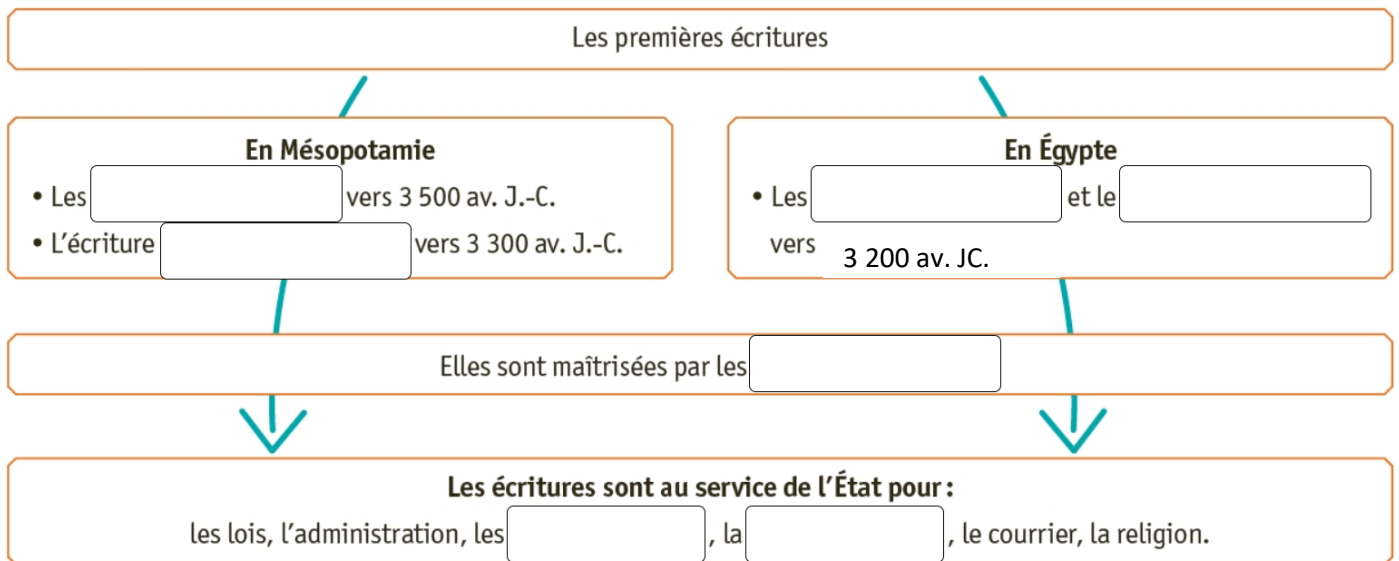 Les premières écritures
En Mésopotamie
• Les vers 3 500 av. J.-C.
• L'écriture vers 3 300 av. J.-C.
En Égypte
• Les et le
vers 3 200 av. JC.
Elles sont maîtrisées par les
Les écritures sont au service de l'État pour :
les lois, l'administration, les , la , le courrier, la religion.